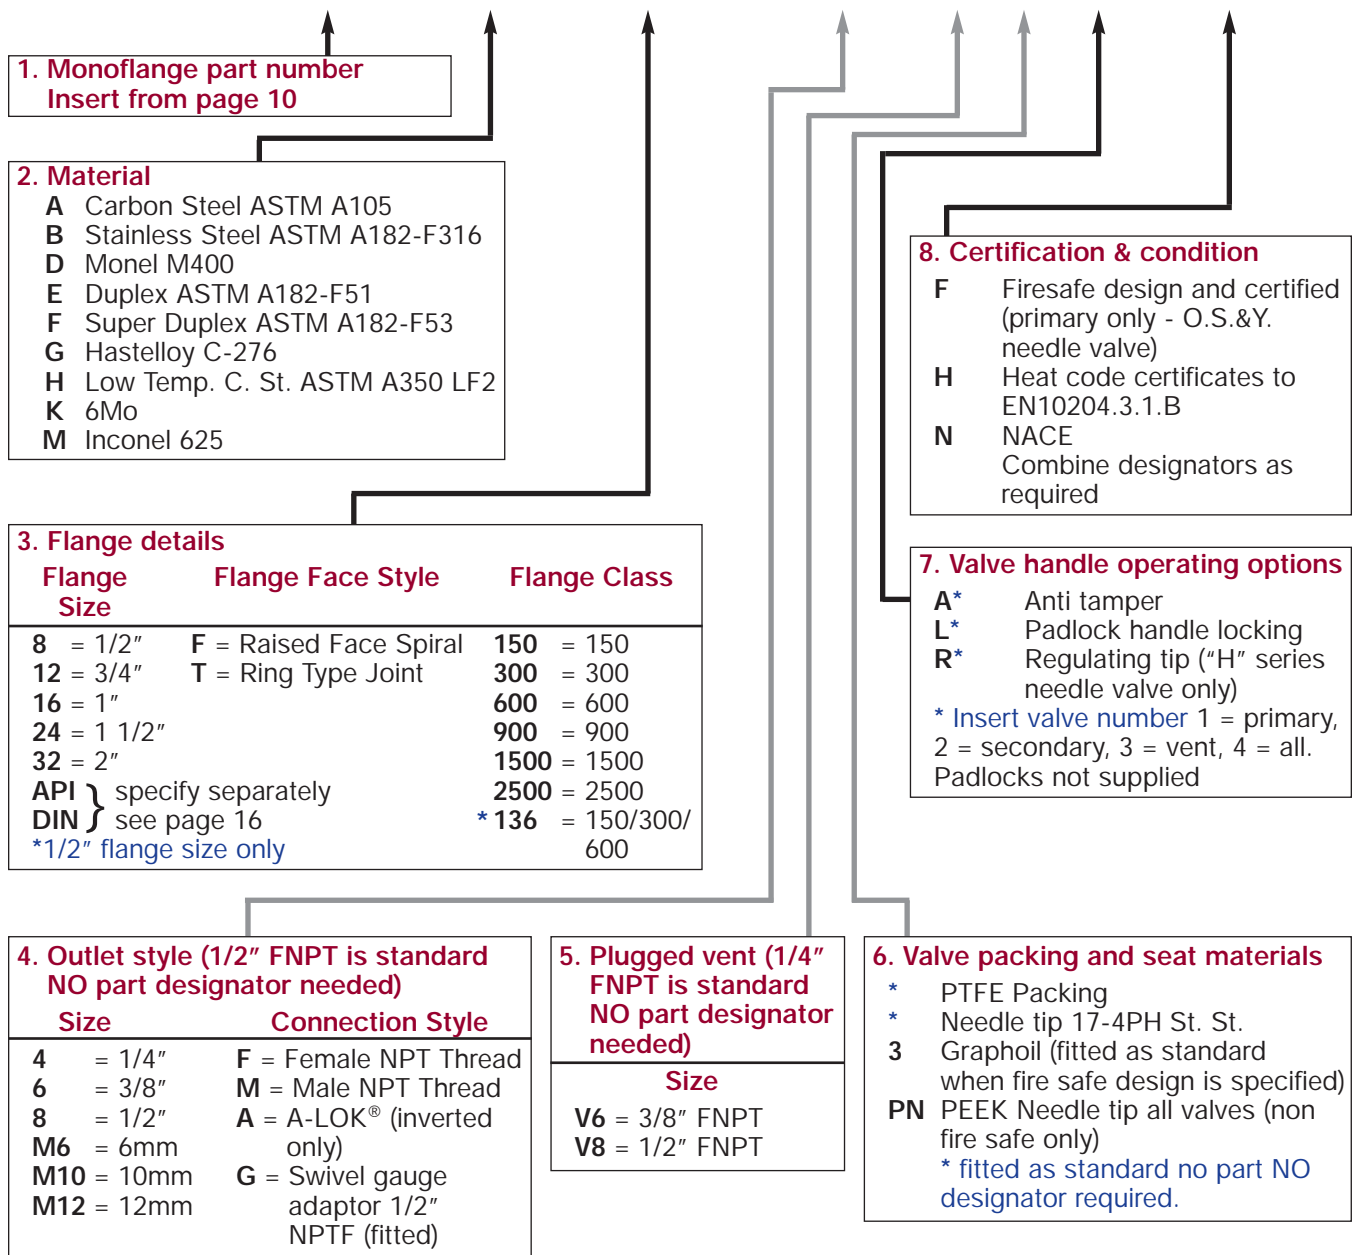 1. Monoflange part number
Insert from page 10
2. Material
A Carbon Steel ASTM A105
B Stainless Steel ASTM A182-F316
D Monel M400
E Duplex ASTM A182-F51
F Super Duplex ASTM A182-F53
G Hastelloy C-276
H Low Temp. C. St. ASTM A350 LF2
K 6Mo
M Inconel 625
3. Flange details
Flange Size
Flange Face Style
Flange Class
8 = 1/2″ F = Raised Face Spiral 150 = 150
12 = 3/4″ T = Ring Type Joint 300 = 300
16 = 1″ 600 = 600
24 = 1 1/2″ 900 = 900
32 = 2″ 1500 = 1500
API } specify separately 2500 = 2500
DIN } see page 16 * 136 = 150/300/
*1/2″ flange size only 600
8. Certification & condition
F Firesafe design and certified
(primary only - O.S.&Y.
needle valve)
H Heat code certificates to
EN10204.3.1.B
N NACE
Combine designators as
required
7. Valve handle operating options
A* Anti tamper
L* Padlock handle locking
R* Regulating tip (“H” series
needle valve only)
* Insert valve number 1 = primary,
2 = secondary, 3 = vent, 4 = all.
Padlocks not supplied
4. Outlet style (1/2″ FNPT is standard
NO part designator needed)
Size Connection Style
4 = 1/4″ F = Female NPT Thread
6 = 3/8″ M = Male NPT Thread
8 = 1/2″ A = A-LOK® (inverted
M6 = 6mm only)
M10 = 10mm G = Swivel gauge
M12 = 12mm adaptor 1/2″
NPTF (fitted)
5. Plugged vent (1/4″
FNPT is standard
NO part designator
needed)
Size
V6 = 3/8″ FNPT
V8 = 1/2″ FNPT
6. Valve packing and seat materials
* PTFE Packing
* Needle tip 17-4PH St. St.
3 Graphoil (fitted as standard
when fire safe design is specified)
PN PEEK Needle tip all valves (non
fire safe only)
* fitted as standard no part NO
designator required.